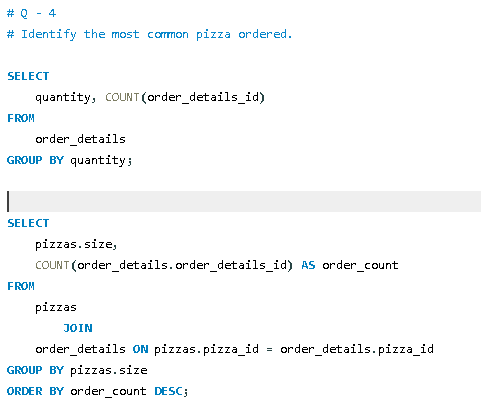 # Q - 4
# Identify the most common pizza ordered.
SELECT
quantity, COUNT(order_details_id)
FROM
order_details
GROUP BY quantity;
SELECT
pizzas.size,
COUNT(order_details.order_details_id) AS order_count
FROM
pizzas
JOIN
order_details ON pizzas.pizza_id = order_details.pizza_id
GROUP BY pizzas.size
ORDER BY order_count DESC;